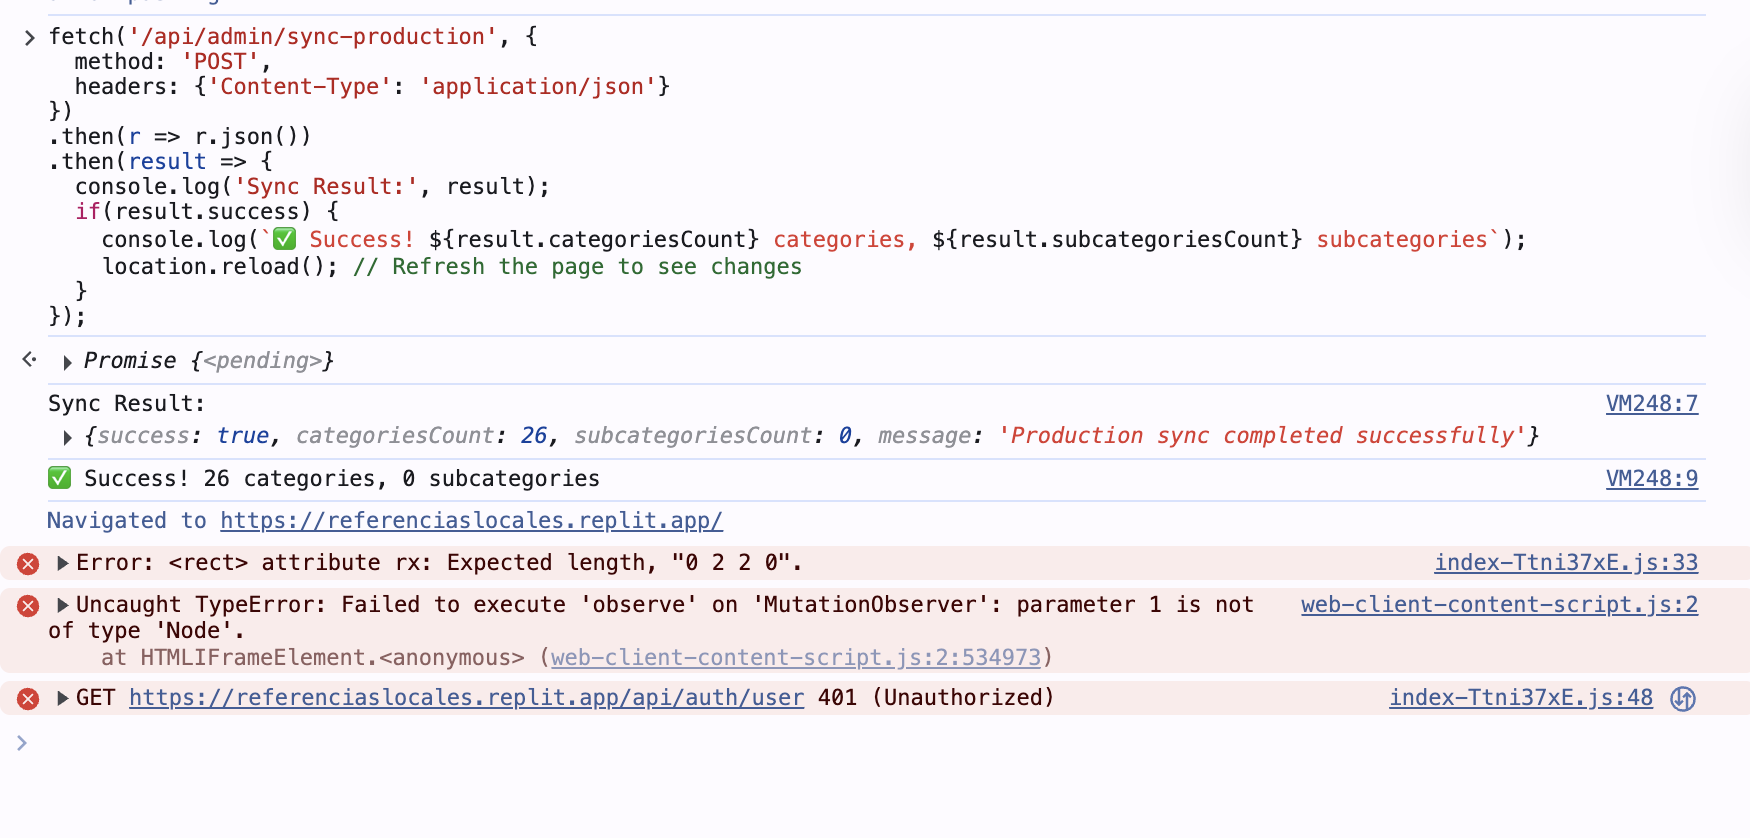 fetch('/api/admin/sync-production', {
  method: 'POST',
  headers: {'Content-Type': 'application/json'}
})
.then(r => r.json())
.then(result => {
  console.log('Sync Result:', result);
  if(result.success) {
    console.log(`✅ Success! ${result.categoriesCount} categories, ${result.subcategoriesCount} subcategories`);
    location.reload(); // Refresh the page to see changes
  }
});
Promise {<pending>}
Sync Result: VM248:7
{success: true, categoriesCount: 26, subcategoriesCount: 0, message: 'Production sync completed successfully'}
✅ Success! 26 categories, 0 subcategories VM248:9
Navigated to https://referenciaslocales.replit.app/
Error: <rect> attribute rx: Expected length, "0 2 2 0". index-Ttni37xE.js:33
Uncaught TypeError: Failed to execute 'observe' on 'MutationObserver': parameter 1 is not web-client-content-script.js:2
of type 'Node'.
    at HTMLIFrameElement.<anonymous> (web-client-content-script.js:2:534973)
GET https://referenciaslocales.replit.app/api/auth/user 401 (Unauthorized) index-Ttni37xE.js:48